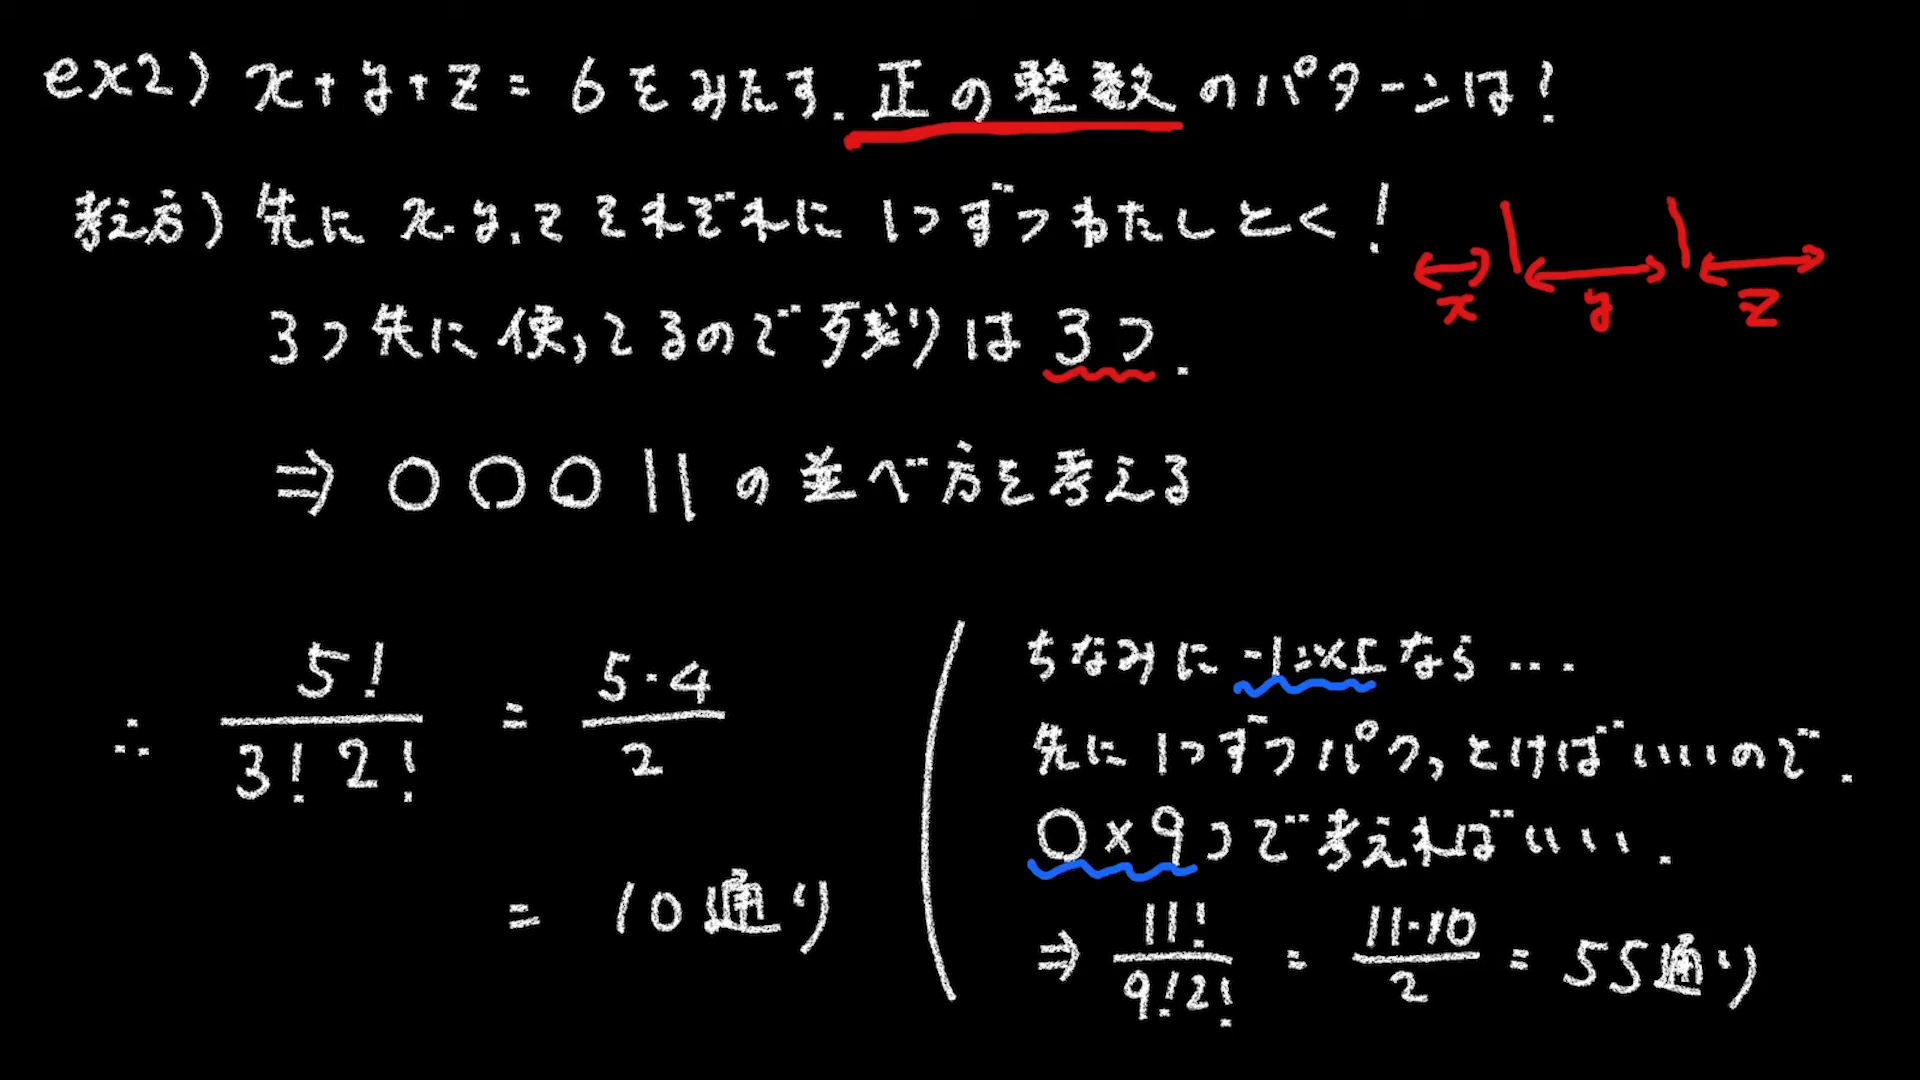 ex2) x+y+z=6をみたす.正の整数のパターンは!
考え方)先に x.y.z それぞれに 1つずつわたしとく!
x y z
3つ先に使ってるので残りは3つ.
⇒ ○○○||の並べ方を考える
∴ 5!/3!2! = 5·4/2
= 10通り
ちなみに -1以上なら…
先に1つずつパクっとけばいいので.
○×9つで考えればいい.
⇒ 11!/9!2! = 11·10/2 = 55通り